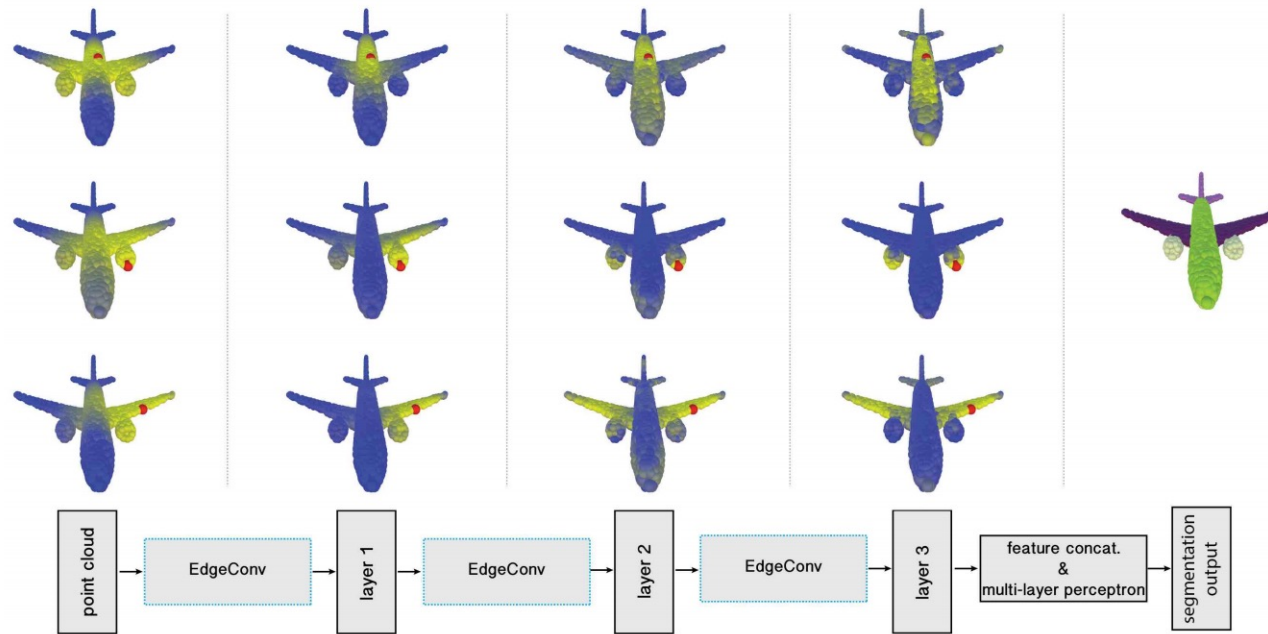 point cloud
EdgeConv
layer 1
EdgeConv
layer 2
EdgeConv
layer 3
feature concat.
&
multi-layer perceptron
segmentation
output